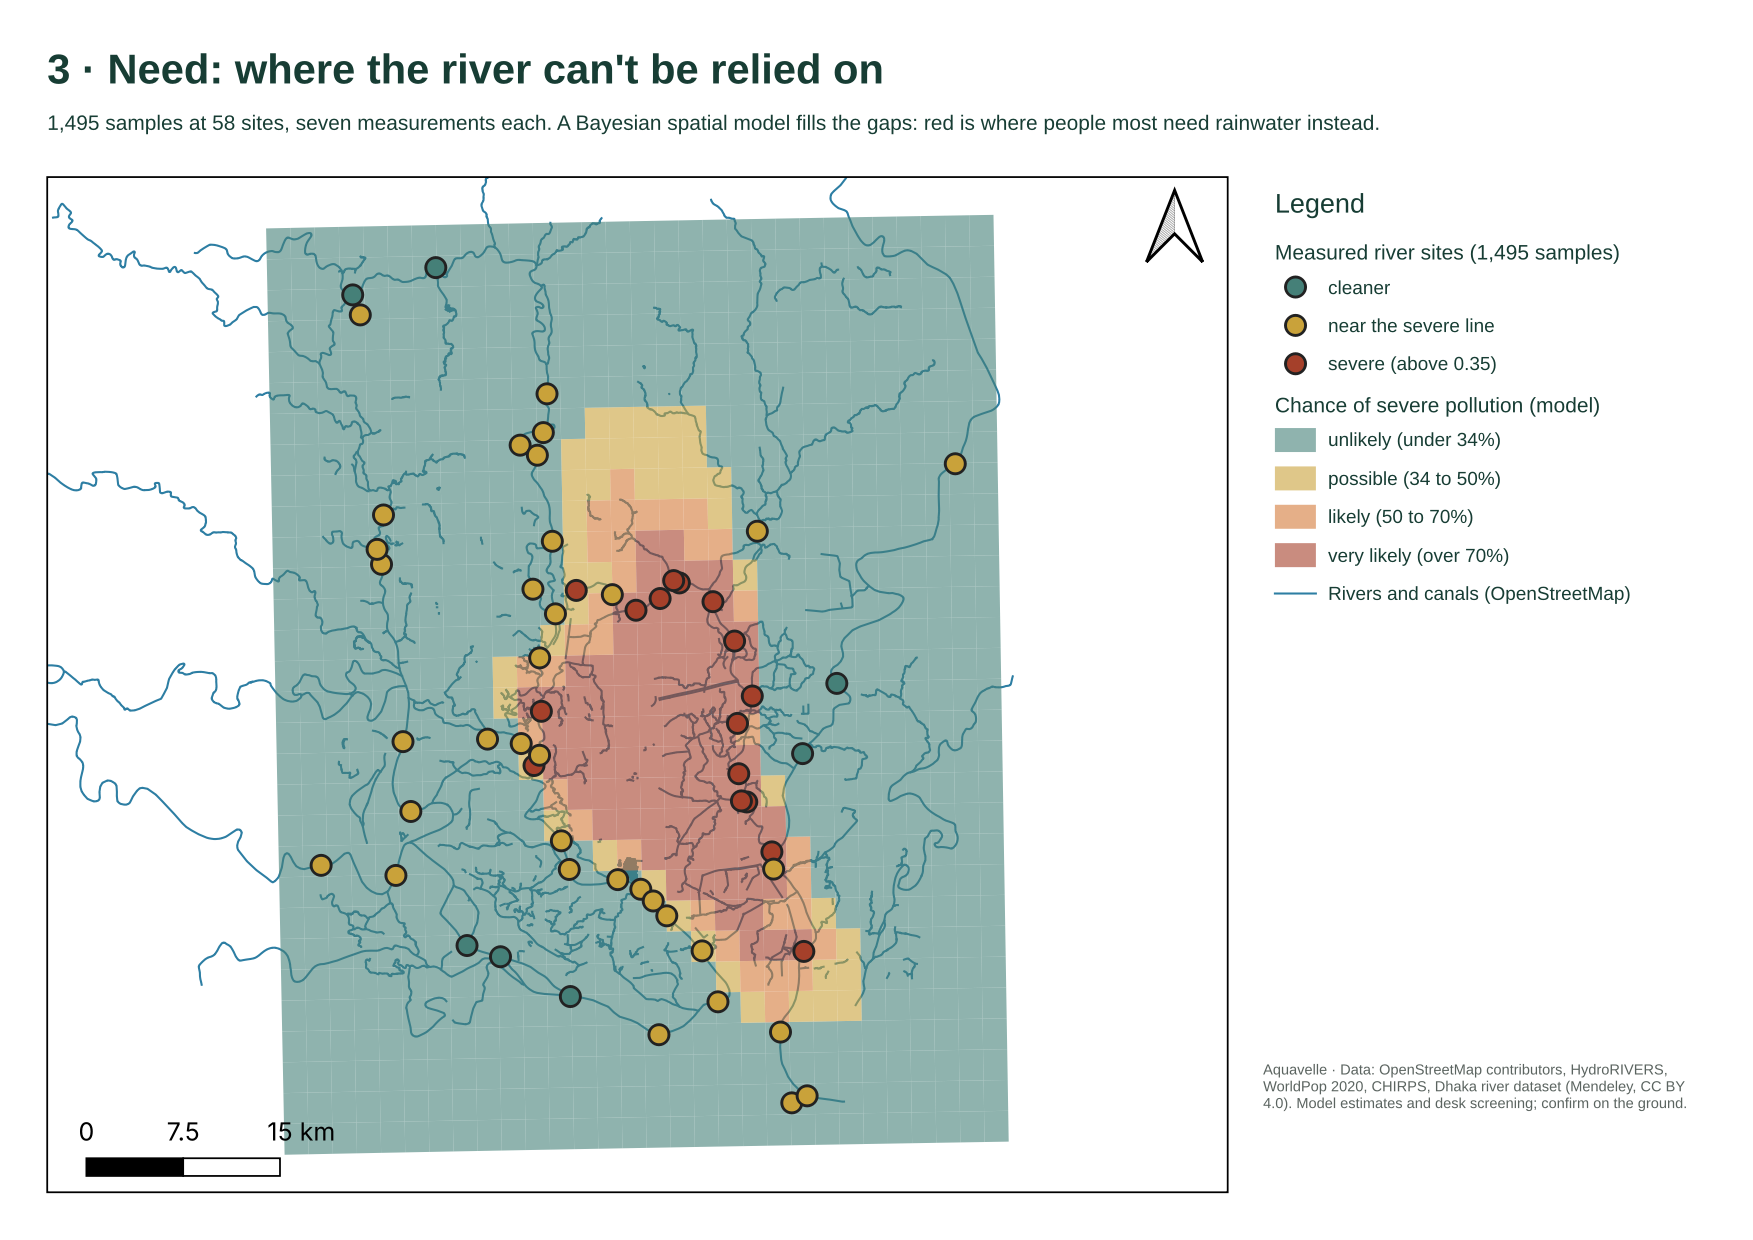 3 · Need: where the river can't be relied on
1,495 samples at 58 sites, seven measurements each. A Bayesian spatial model fills the gaps: red is where people most need rainwater instead.
Legend
Measured river sites (1,495 samples)
cleaner
near the severe line
severe (above 0.35)
Chance of severe pollution (model)
unlikely (under 34%)
possible (34 to 50%)
likely (50 to 70%)
very likely (over 70%)
Rivers and canals (OpenStreetMap)
Aquavelle · Data: OpenStreetMap contributors, HydroRIVERS,
WorldPop 2020, CHIRPS, Dhaka river dataset (Mendeley, CC BY
4.0). Model estimates and desk screening; confirm on the ground.
0 7.5 15 km